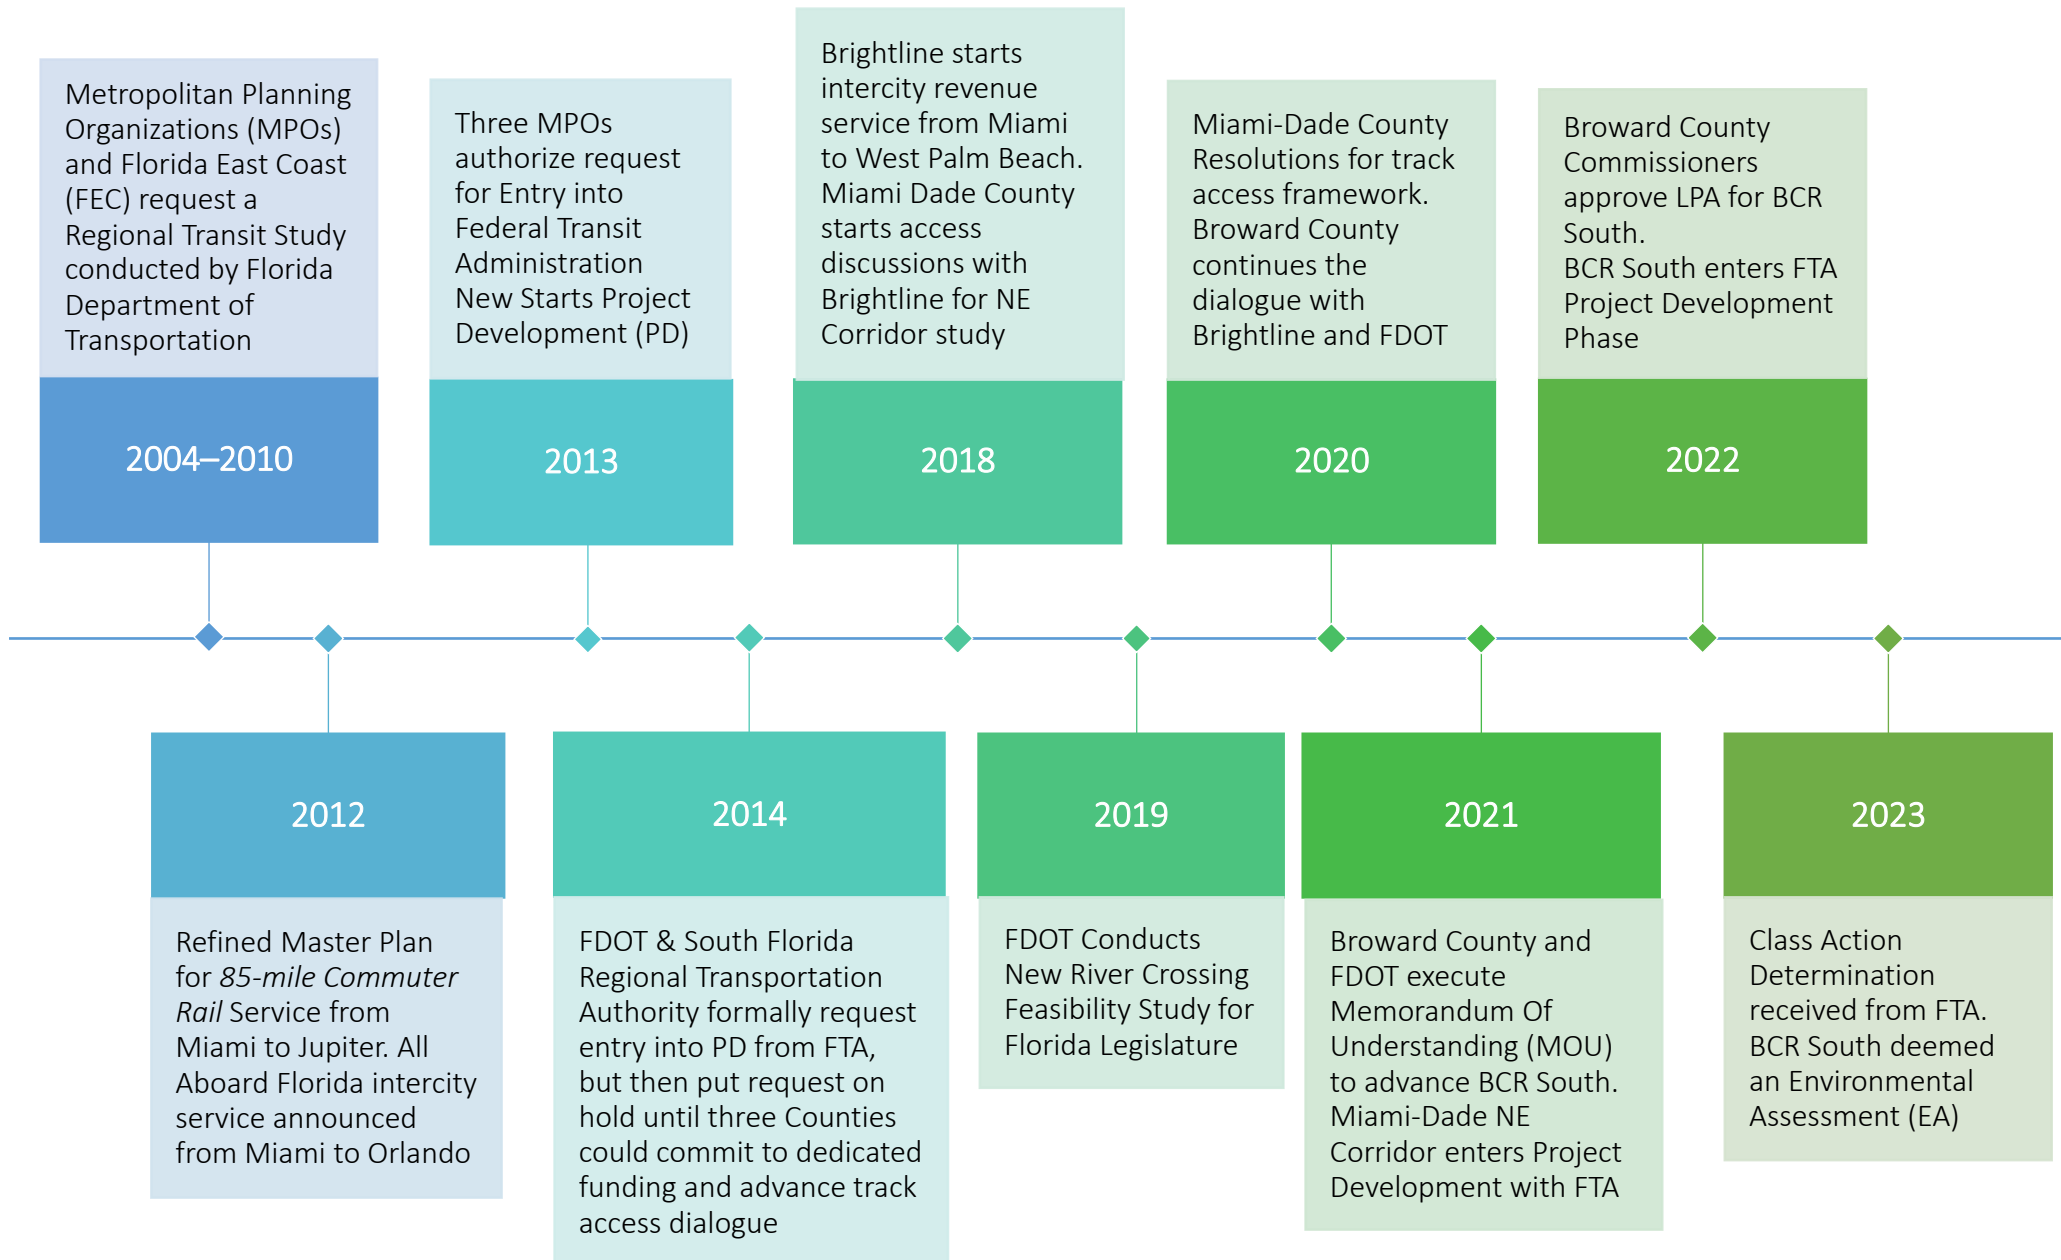 Metropolitan Planning
Organizations (MPOs)
and Florida East Coast
(FEC) request a
Regional Transit Study
conducted by Florida
Department of
Transportation
2004–2010
Refined Master Plan
for 85-mile Commuter
Rail Service from
Miami to Jupiter. All
Aboard Florida intercity
service announced
from Miami to Orlando
2012
Three MPOs
authorize request
for Entry into
Federal Transit
Administration
New Starts Project
Development (PD)
2013
2014
FDOT & South Florida
Regional Transportation
Authority formally request
entry into PD from FTA,
but then put request on
hold until three Counties
could commit to dedicated
funding and advance track
access dialogue
Brightline starts
intercity revenue
service from Miami
to West Palm Beach.
Miami Dade County
starts access
discussions with
Brightline for NE
Corridor study
2018
2019
FDOT Conducts
New River Crossing
Feasibility Study for
Florida Legislature
Miami-Dade County
Resolutions for track
access framework.
Broward County
continues the
dialogue with
Brightline and FDOT
2020
2021
Broward County and
FDOT execute
Memorandum Of
Understanding (MOU)
to advance BCR South.
Miami-Dade NE
Corridor enters Project
Development with FTA
Broward County
Commissioners
approve LPA for BCR
South.
BCR South enters FTA
Project Development
Phase
2022
2023
Class Action
Determination
received from FTA.
BCR South deemed
an Environmental
Assessment (EA)